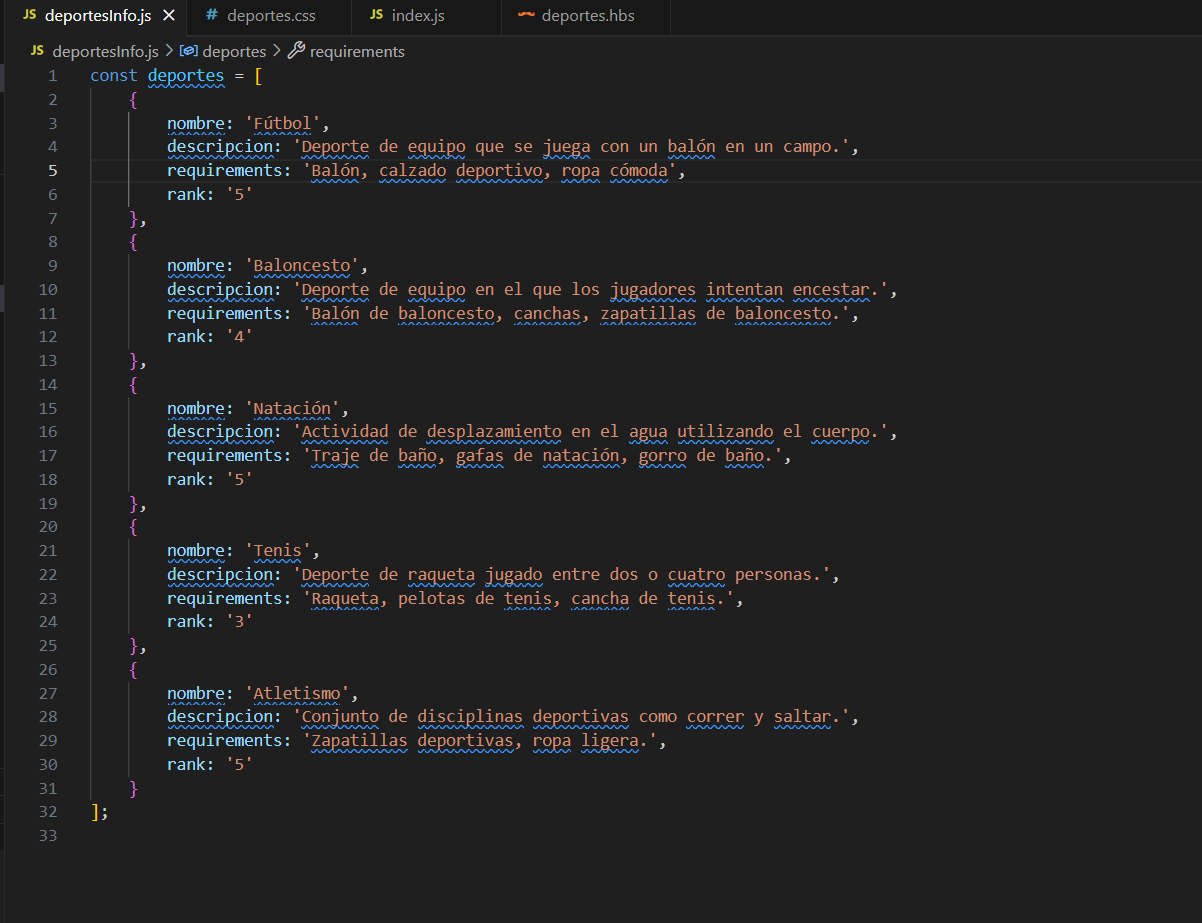 JS deportesInfo.js × # deportes.css JS index.js deportes.hbs
JS deportesInfo.js > deportes > requirements
1 const deportes = [
2 {
3 nombre: 'Fútbol',
4 descripcion: 'Deporte de equipo que se juega con un balón en un campo.',
5 requirements: 'Balón, calzado deportivo, ropa cómoda',
6 rank: '5'
7 },
8 {
9 nombre: 'Baloncesto',
10 descripcion: 'Deporte de equipo en el que los jugadores intentan encestar.',
11 requirements: 'Balón de baloncesto, canchas, zapatillas de baloncesto.',
12 rank: '4'
13 },
14 {
15 nombre: 'Natación',
16 descripcion: 'Actividad de desplazamiento en el agua utilizando el cuerpo.',
17 requirements: 'Traje de baño, gafas de natación, gorro de baño.',
18 rank: '5'
19 },
20 {
21 nombre: 'Tenis',
22 descripcion: 'Deporte de raqueta jugado entre dos o cuatro personas.',
23 requirements: 'Raqueta, pelotas de tenis, cancha de tenis.',
24 rank: '3'
25 },
26 {
27 nombre: 'Atletismo',
28 descripcion: 'Conjunto de disciplinas deportivas como correr y saltar.',
29 requirements: 'Zapatillas deportivas, ropa ligera.',
30 rank: '5'
31 }
32 ];
33